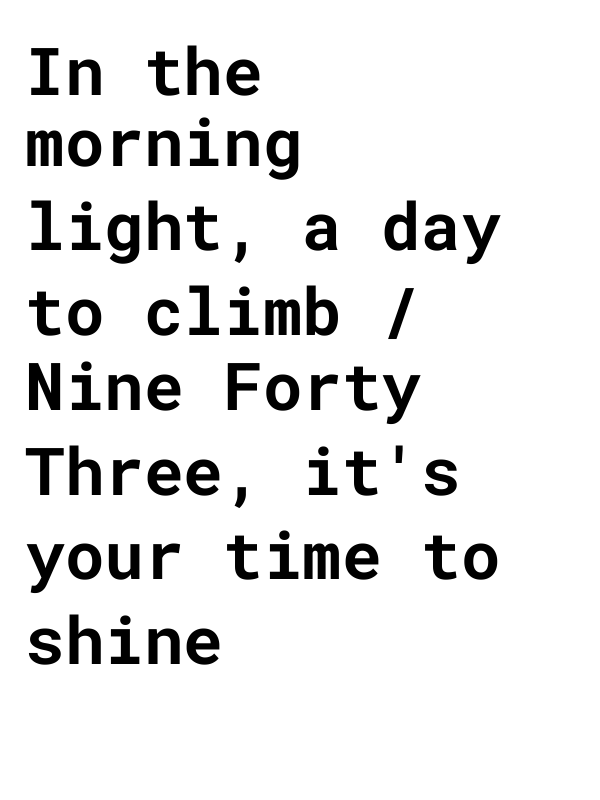 In the
morning
light, a day
to climb /
Nine Forty
Three, it's
your time to
shine